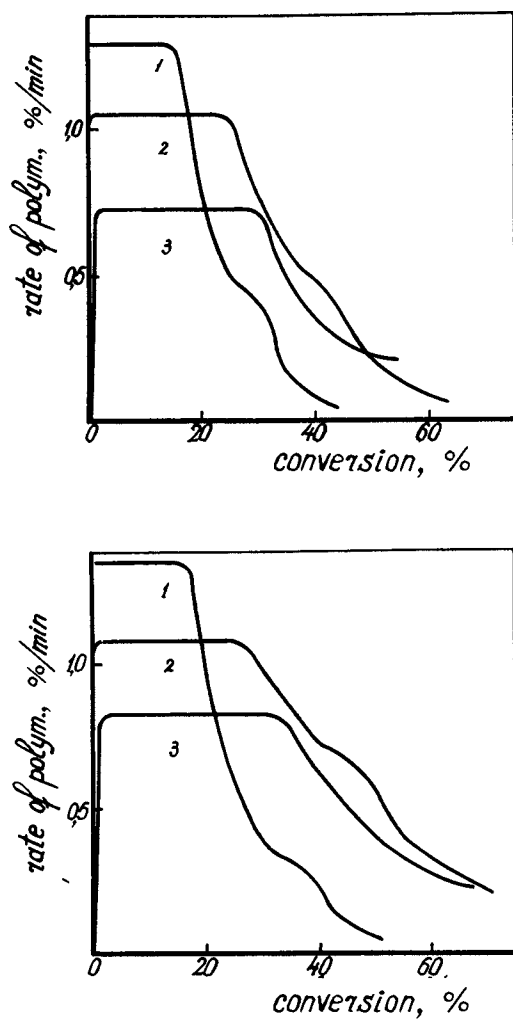 rate of polym., %/min
1,0
0,5
1
2
3
0 20 40 60
conversion, %
rate of polym., %/min
1,0
0,5
1
2
3
0 20 40 60
conversion, %